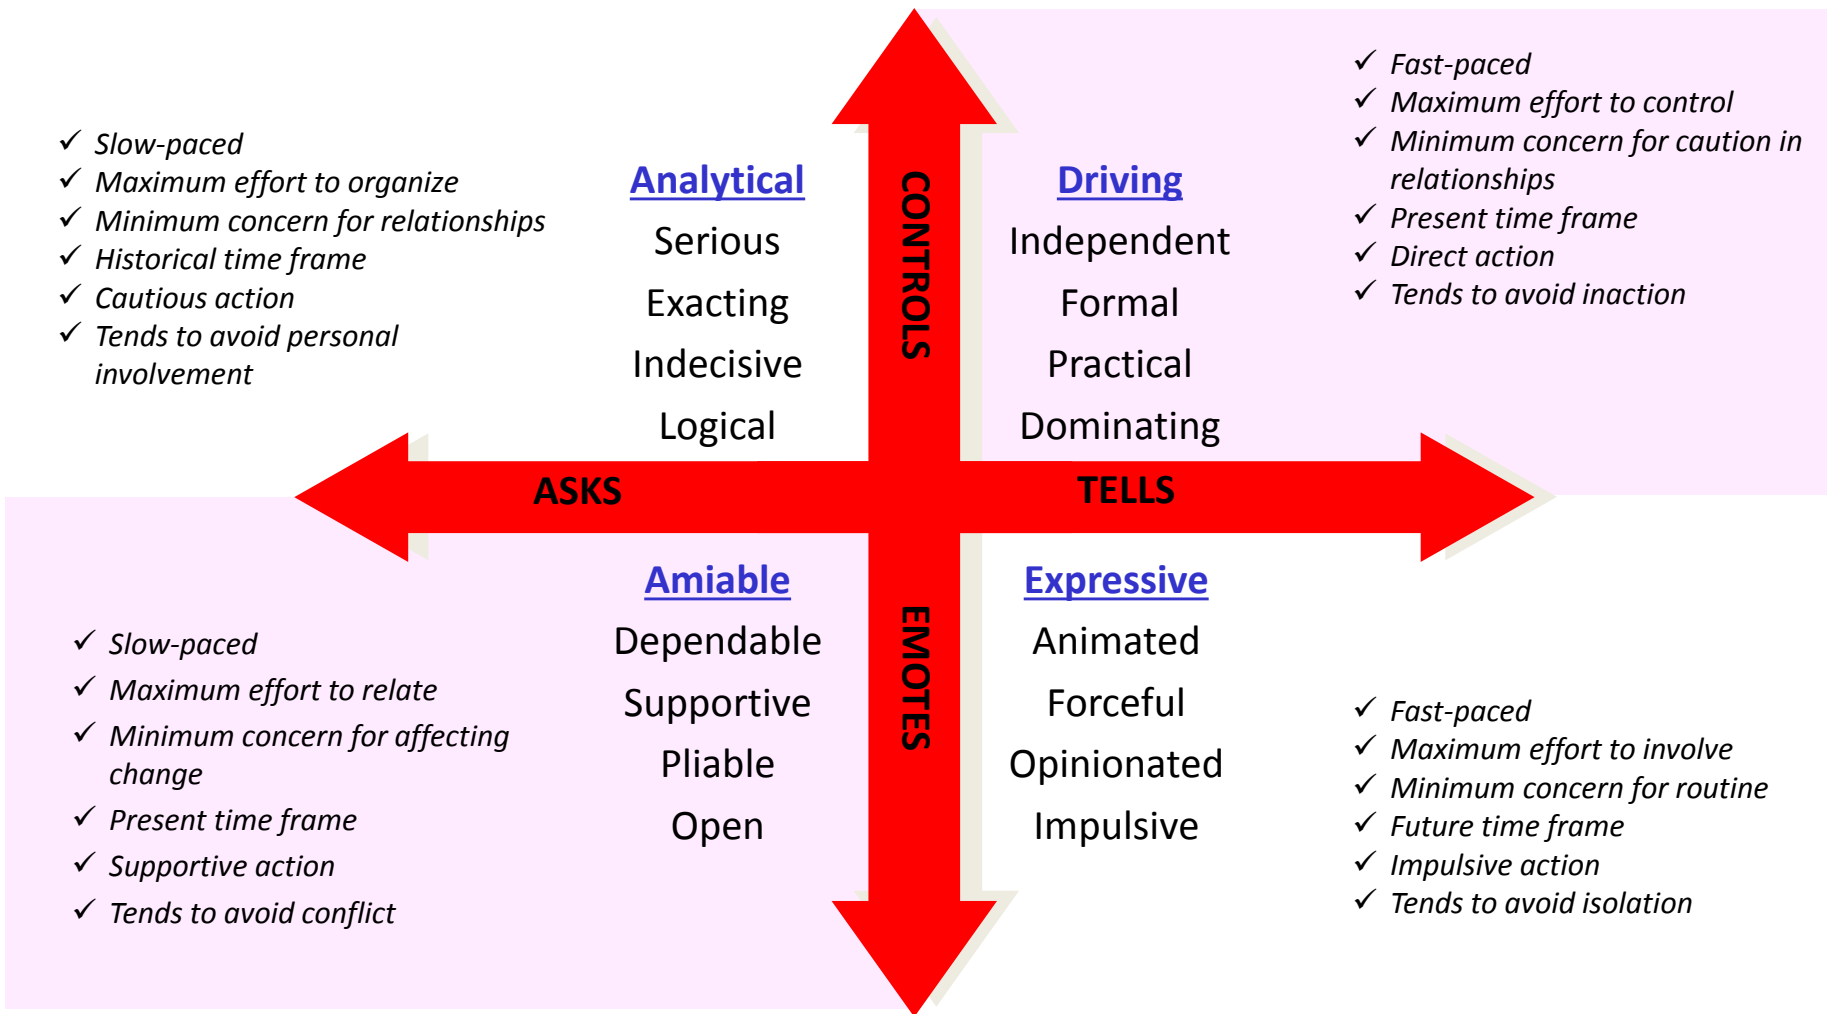 ✓ Slow-paced
✓ Maximum effort to organize
✓ Minimum concern for relationships
✓ Historical time frame
✓ Cautious action
✓ Tends to avoid personal
involvement
Analytical
Serious
Exacting
Indecisive
Logical
CONTROLS
Driving
Independent
Formal
Practical
Dominating
✓ Fast-paced
✓ Maximum effort to control
✓ Minimum concern for caution in
relationships
✓ Present time frame
✓ Direct action
✓ Tends to avoid inaction
ASKS
TELLS
✓ Slow-paced
✓ Maximum effort to relate
✓ Minimum concern for affecting
change
✓ Present time frame
✓ Supportive action
✓ Tends to avoid conflict
Amiable
Dependable
Supportive
Pliable
Open
EMOTES
Expressive
Animated
Forceful
Opinionated
Impulsive
✓ Fast-paced
✓ Maximum effort to involve
✓ Minimum concern for routine
✓ Future time frame
✓ Impulsive action
✓ Tends to avoid isolation